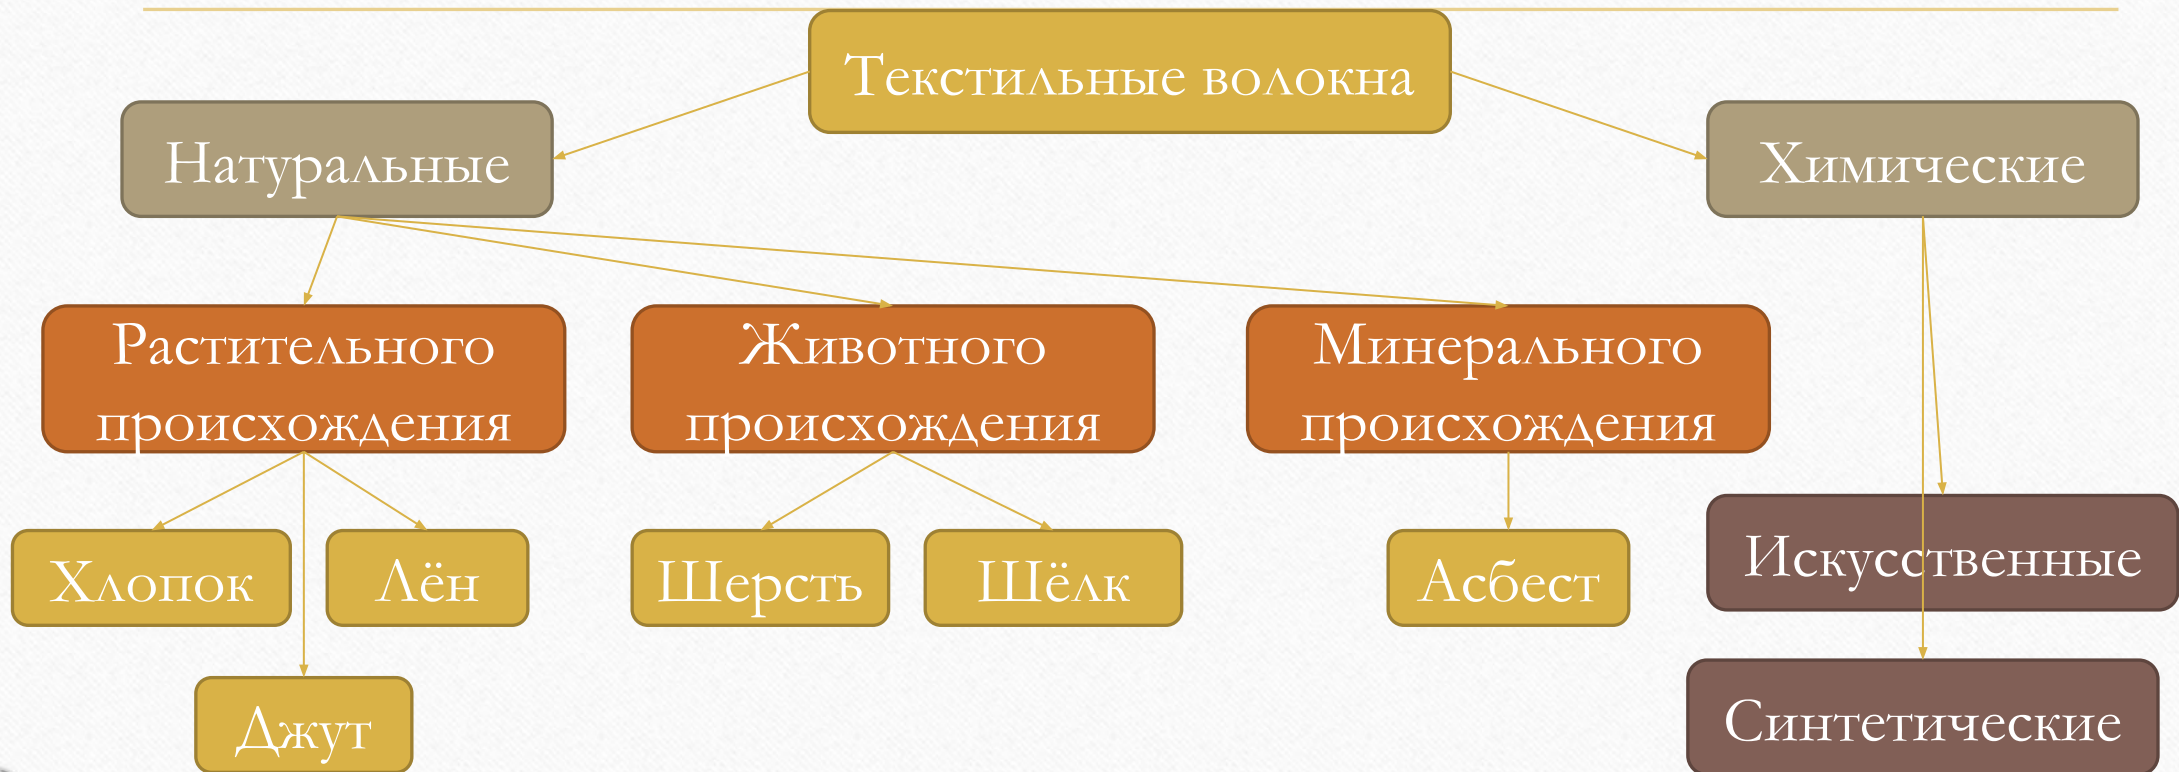 Текстильные волокна
Натуральные
Химические
Растительного
происхождения
Животного
происхождения
Минерального
происхождения
Хлопок
Лён
Шерсть
Шёлк
Асбест
Искусственные
Джут
Синтетические